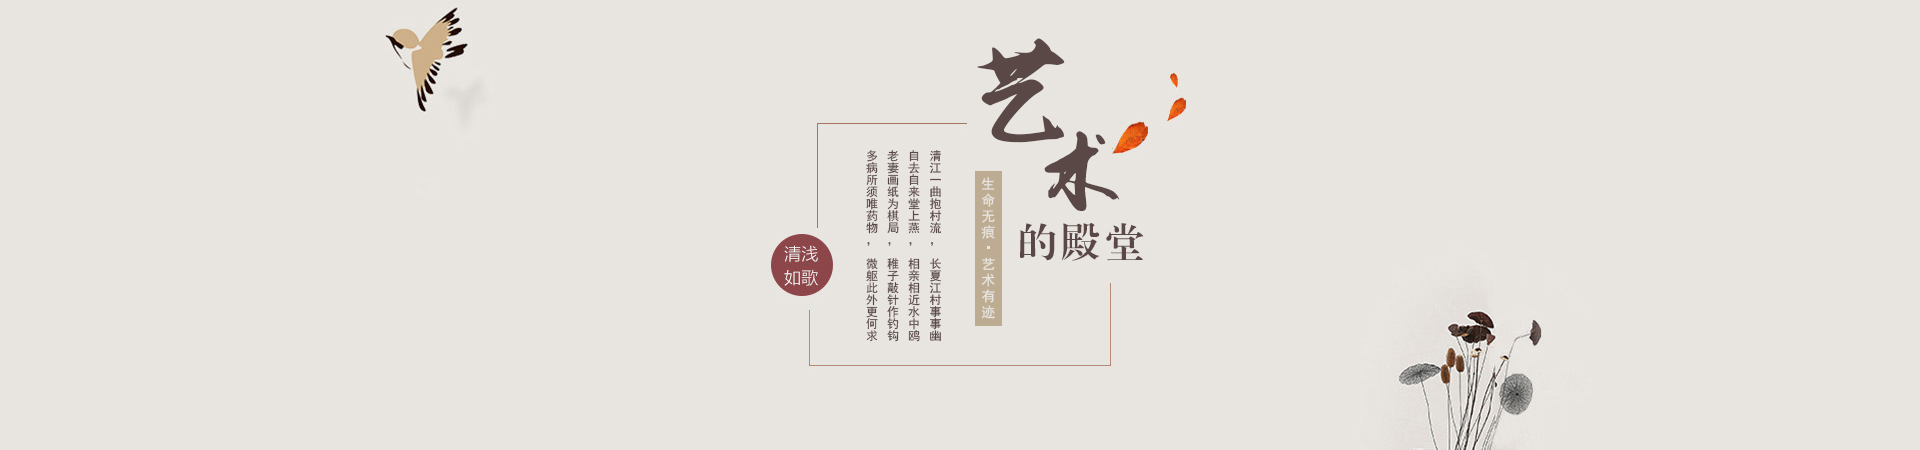 艺术
的殿堂
生命无痕·艺术有迹
清江一曲抱村流，长夏江村事事幽
自去自来堂上燕，相亲相近水中鸥
老妻画纸为棋局，稚子敲针作钓钩
多病所须唯药物，微躯此外更何求
清浅
如歌